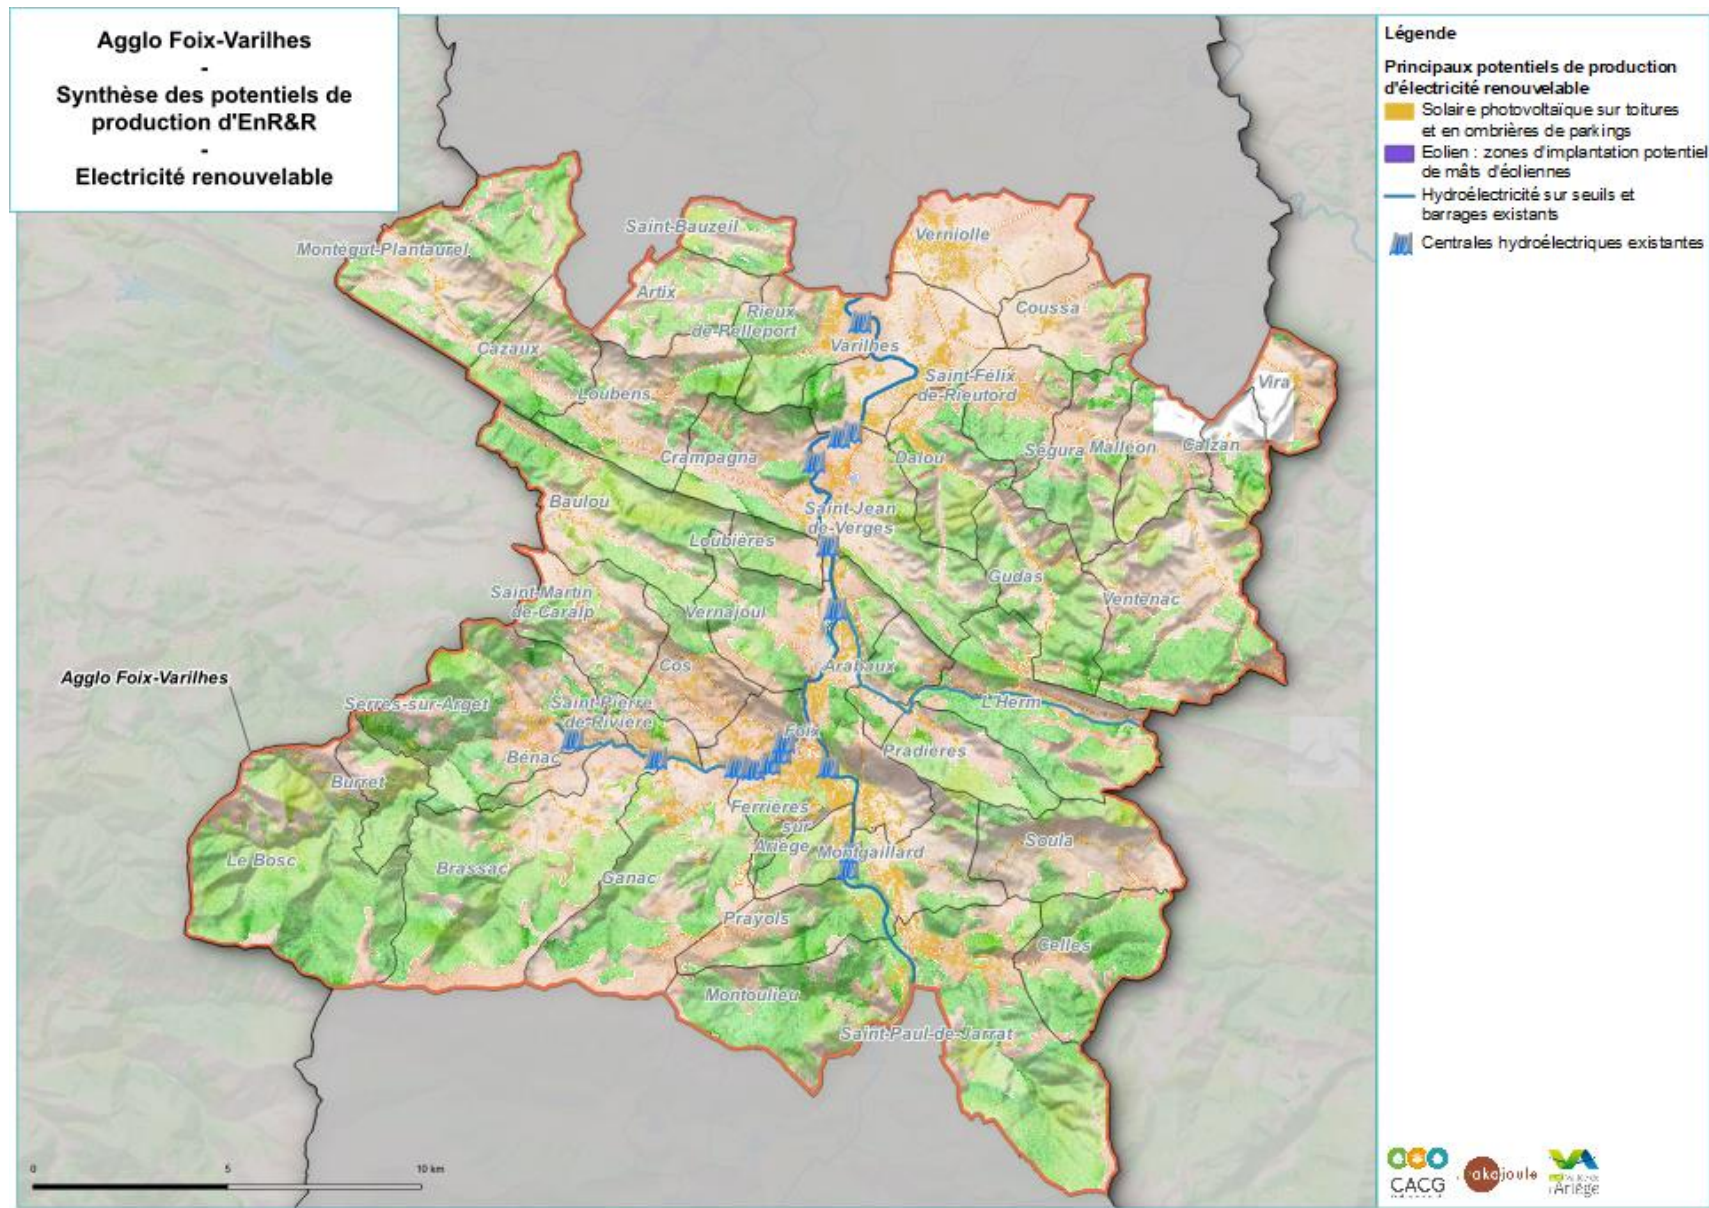 Agglo Foix-Varilhes
-
Synthèse des potentiels de
production d'EnR&R
-
Electricité renouvelable
Légende
Principaux potentiels de production
d'électricité renouvelable
Solaire photovoltaïque sur toitures
et en ombrières de parkings
Eolien : zones d'implantation potentiel
de mâts d'éoliennes
Hydroélectricité sur seuils et
barrages existants
Centrales hydroélectriques existantes
Saint-Bauzeil
Verniolle
Montégut-Plantaurel
Artix
Rieux
de-Pelleport
Coussa
Varilhes
Cazaux
Saint-Félix
de-Rieutord
Vira
Loubens
Crampagna
Dalou
Ségura
Malléon
Calzan
Baulou
Saint-Jean
de-Verges
Loubières
Gudas
Ventenac
Saint-Martin
de-Caralp
Vernajoul
Cos
Arabaux
Agglo Foix-Varilhes
Serres-sur-Arget
Saint-Pierre
de-Rivière
L'Herm
Foix
Pradières
Bénac
Burret
Ferrières
sur
Ariège
Montgaillard
Soula
Le Bosc
Brassac
Ganac
Prayols
Celles
Montoulieu
Saint-Paul-de-Jarrat
0
5
10 km
CACG
akajoule
Ariège